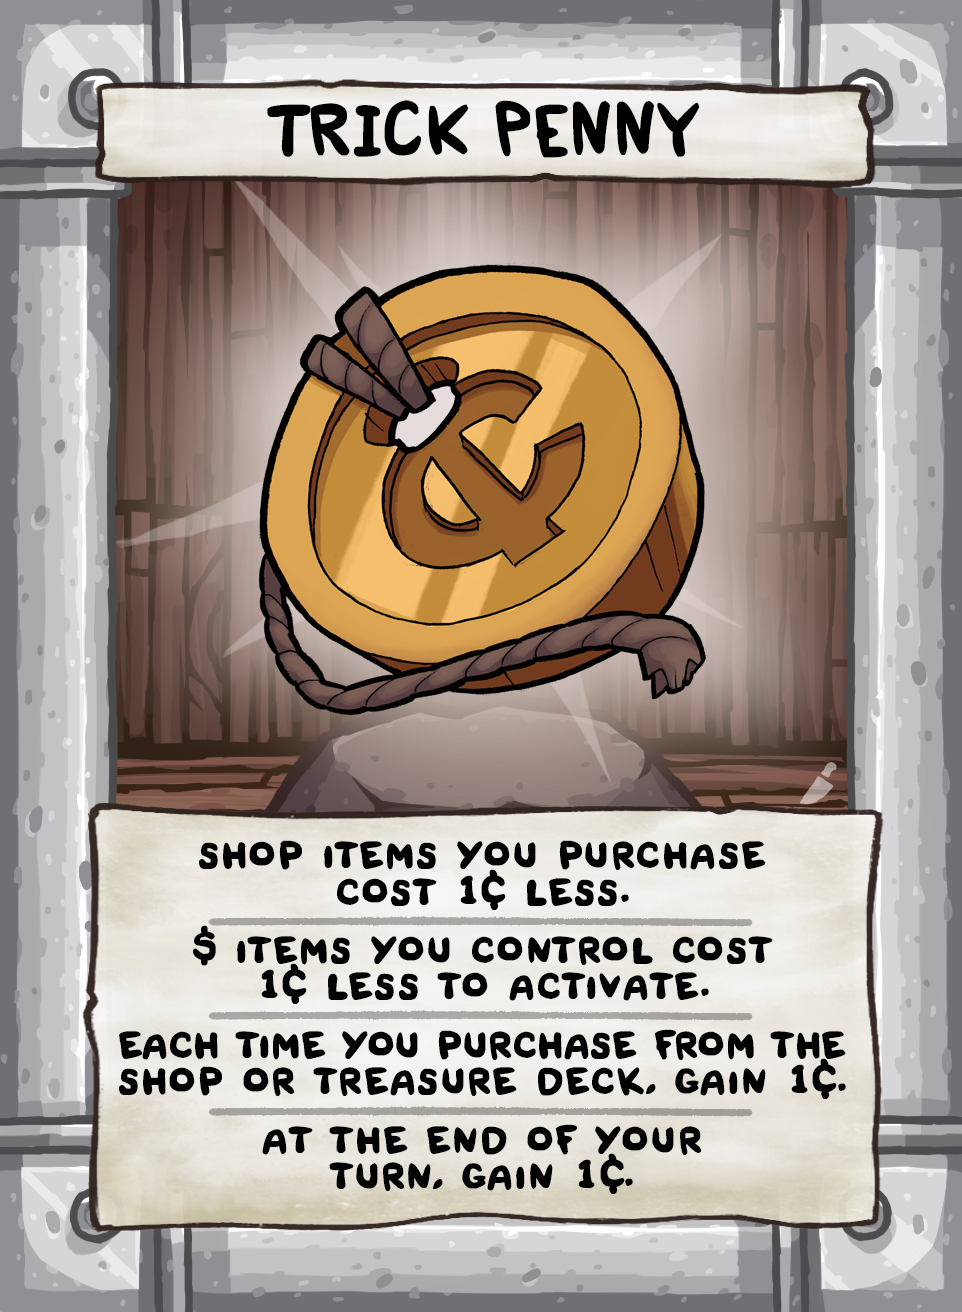 TRICK PENNY
SHOP ITEMS YOU PURCHASE
COST 1¢ LESS.
$ ITEMS YOU CONTROL COST
1¢ LESS TO ACTIVATE.
EACH TIME YOU PURCHASE FROM THE
SHOP OR TREASURE DECK, GAIN 1¢.
AT THE END OF YOUR
TURN, GAIN 1¢.